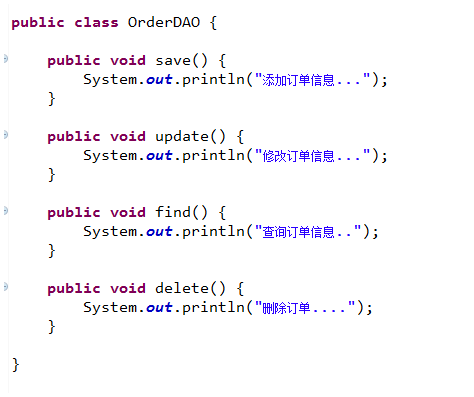 public class OrderDAO {
public void save() {
System.out.println("添加订单信息...");
}
public void update() {
System.out.println("修改订单信息...");
}
public void find() {
System.out.println("查询订单信息..");
}
public void delete() {
System.out.println("删除订单....");
}
}